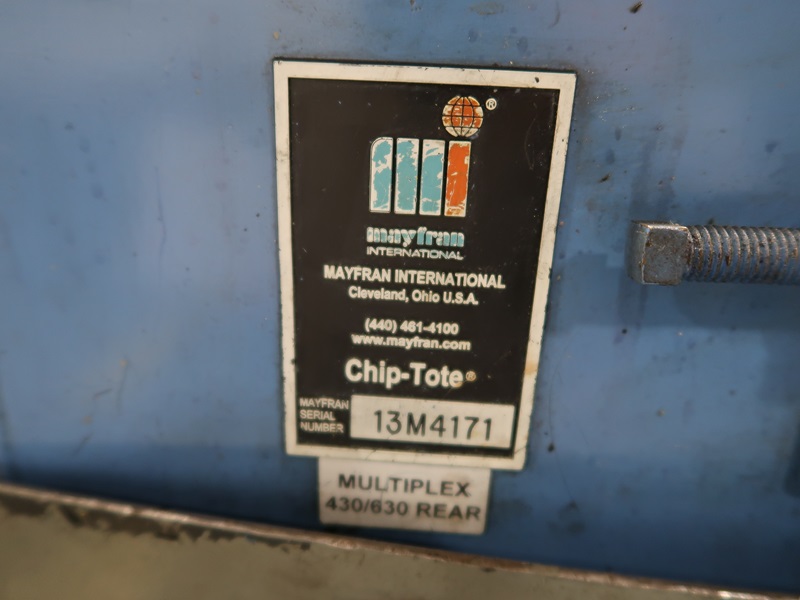 ®
mayfran
INTERNATIONAL
MAYFRAN INTERNATIONAL
Cleveland, Ohio U.S.A.
(440) 461-4100
www.mayfran.com
Chip-Tote®
MAYFRAN
SERIAL
NUMBER
13M4171
MULTIPLEX
430/630 REAR